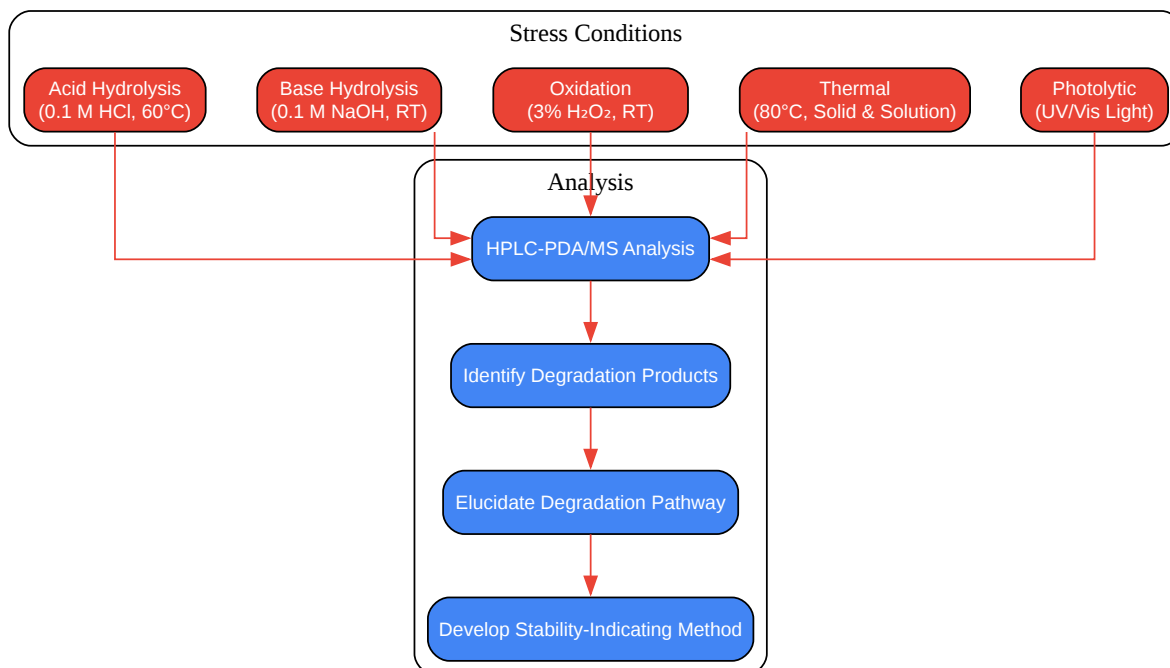 Stress Conditions
Acid Hydrolysis
(0.1 M HCl, 60°C)
Base Hydrolysis
(0.1 M NaOH, RT)
Oxidation
(3% H₂O₂, RT)
Thermal
(80°C, Solid & Solution)
Photolytic
(UV/Vis Light)
Analysis
HPLC-PDA/MS Analysis
Identify Degradation Products
Elucidate Degradation Pathway
Develop Stability-Indicating Method